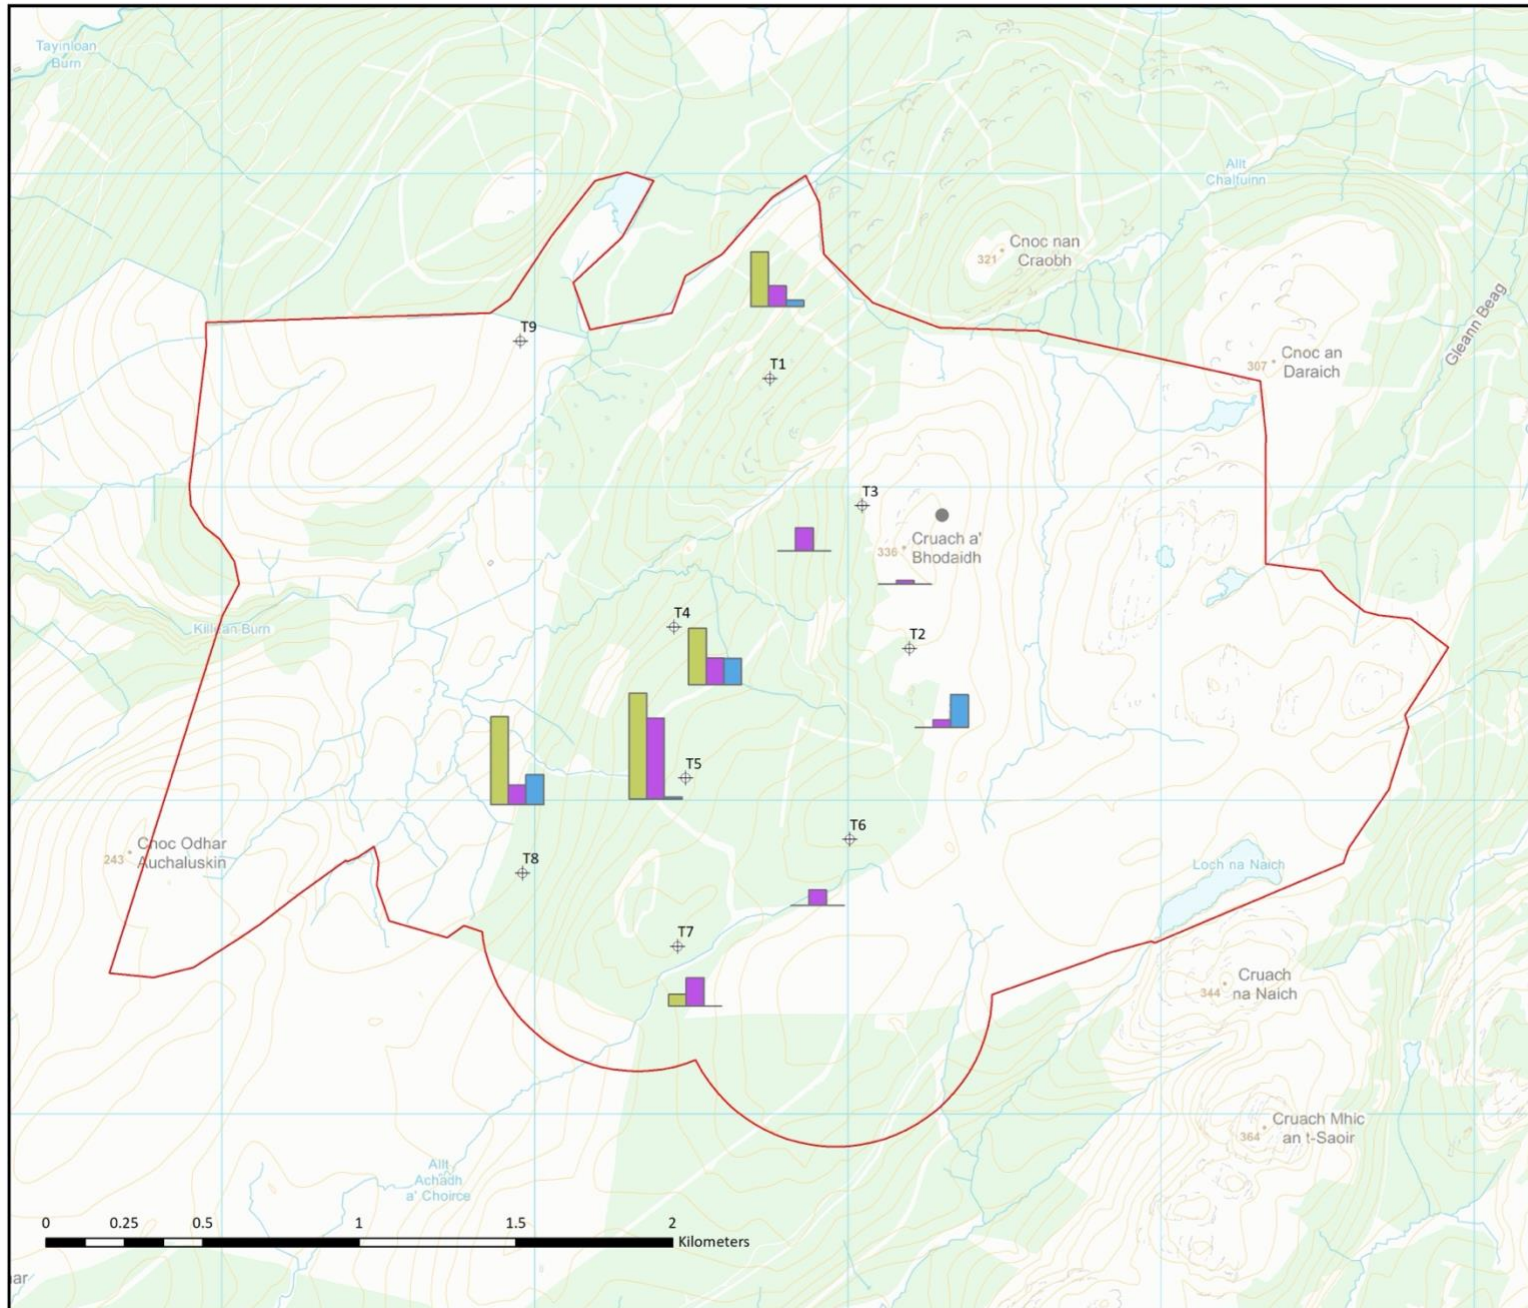 Tayinloan
Burn
Allt
Chalfuinn
Cnoc nan
Craobh
321
Gleann Beag
T9
Cnoc an
Daraich
307
T1
T3
Cruach a'
Bhodaidh
336
T4
Killean Burn
T2
T5
T6
Cnoc Odhar
Auchaluskin
243
T8
Loch na Naich
T7
Cruach
na Naich
344
Cruach Mhic
an t-Saoir
364
Allt
Achadh
a' Choirce
0 0.25 0.5 1 1.5 2
Kilometers
ar